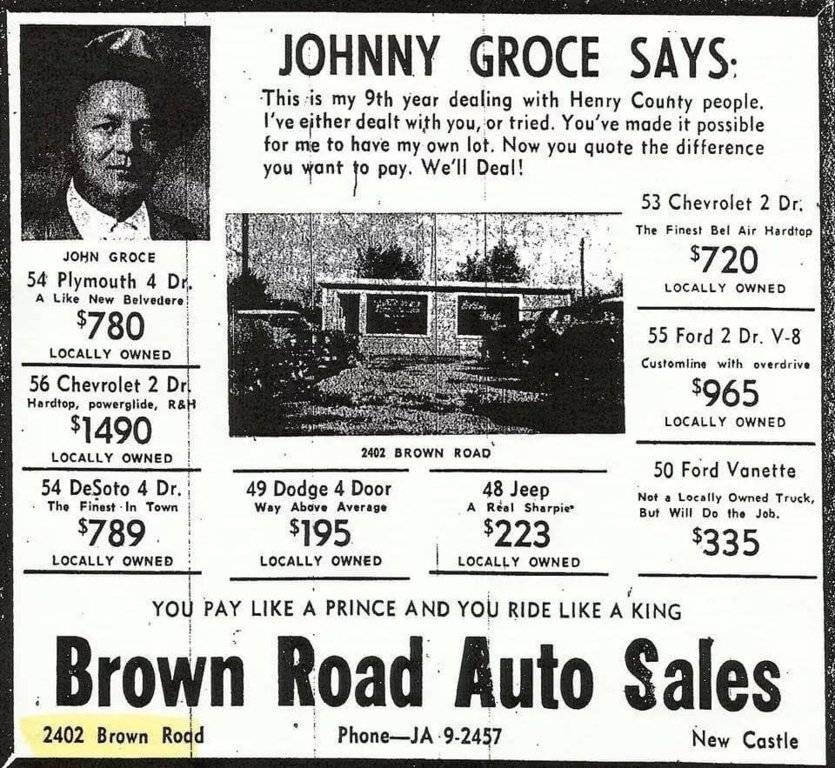 JOHNNY GROCE SAYS:
This is my 9th year dealing with Henry County people.
I've either dealt with you, or tried. You've made it possible
for me to have my own lot. Now you quote the difference
you want to pay. We'll Deal!
JOHN GROCE
54 Plymouth 4 Dr.
A Like New Belvedere
$780
LOCALLY OWNED
56 Chevrolet 2 Dr.
Hardtop, powerglide, R&H
$1490
LOCALLY OWNED
54 DeSoto 4 Dr.
The Finest In Town
$789
LOCALLY OWNED
2402 BROWN ROAD
49 Dodge 4 Door
Way Above Average
$195
LOCALLY OWNED
48 Jeep
A Real Sharpie
$223
LOCALLY OWNED
53 Chevrolet 2 Dr.
The Finest Bel Air Hardtop
$720
LOCALLY OWNED
55 Ford 2 Dr. V-8
Customline with overdrive
$965
LOCALLY OWNED
50 Ford Vanette
Not a Locally Owned Truck,
But Will Do the Job.
$335
YOU PAY LIKE A PRINCE AND YOU RIDE LIKE A KING
Brown Road Auto Sales
2402 Brown Road
Phone—JA 9-2457
New Castle